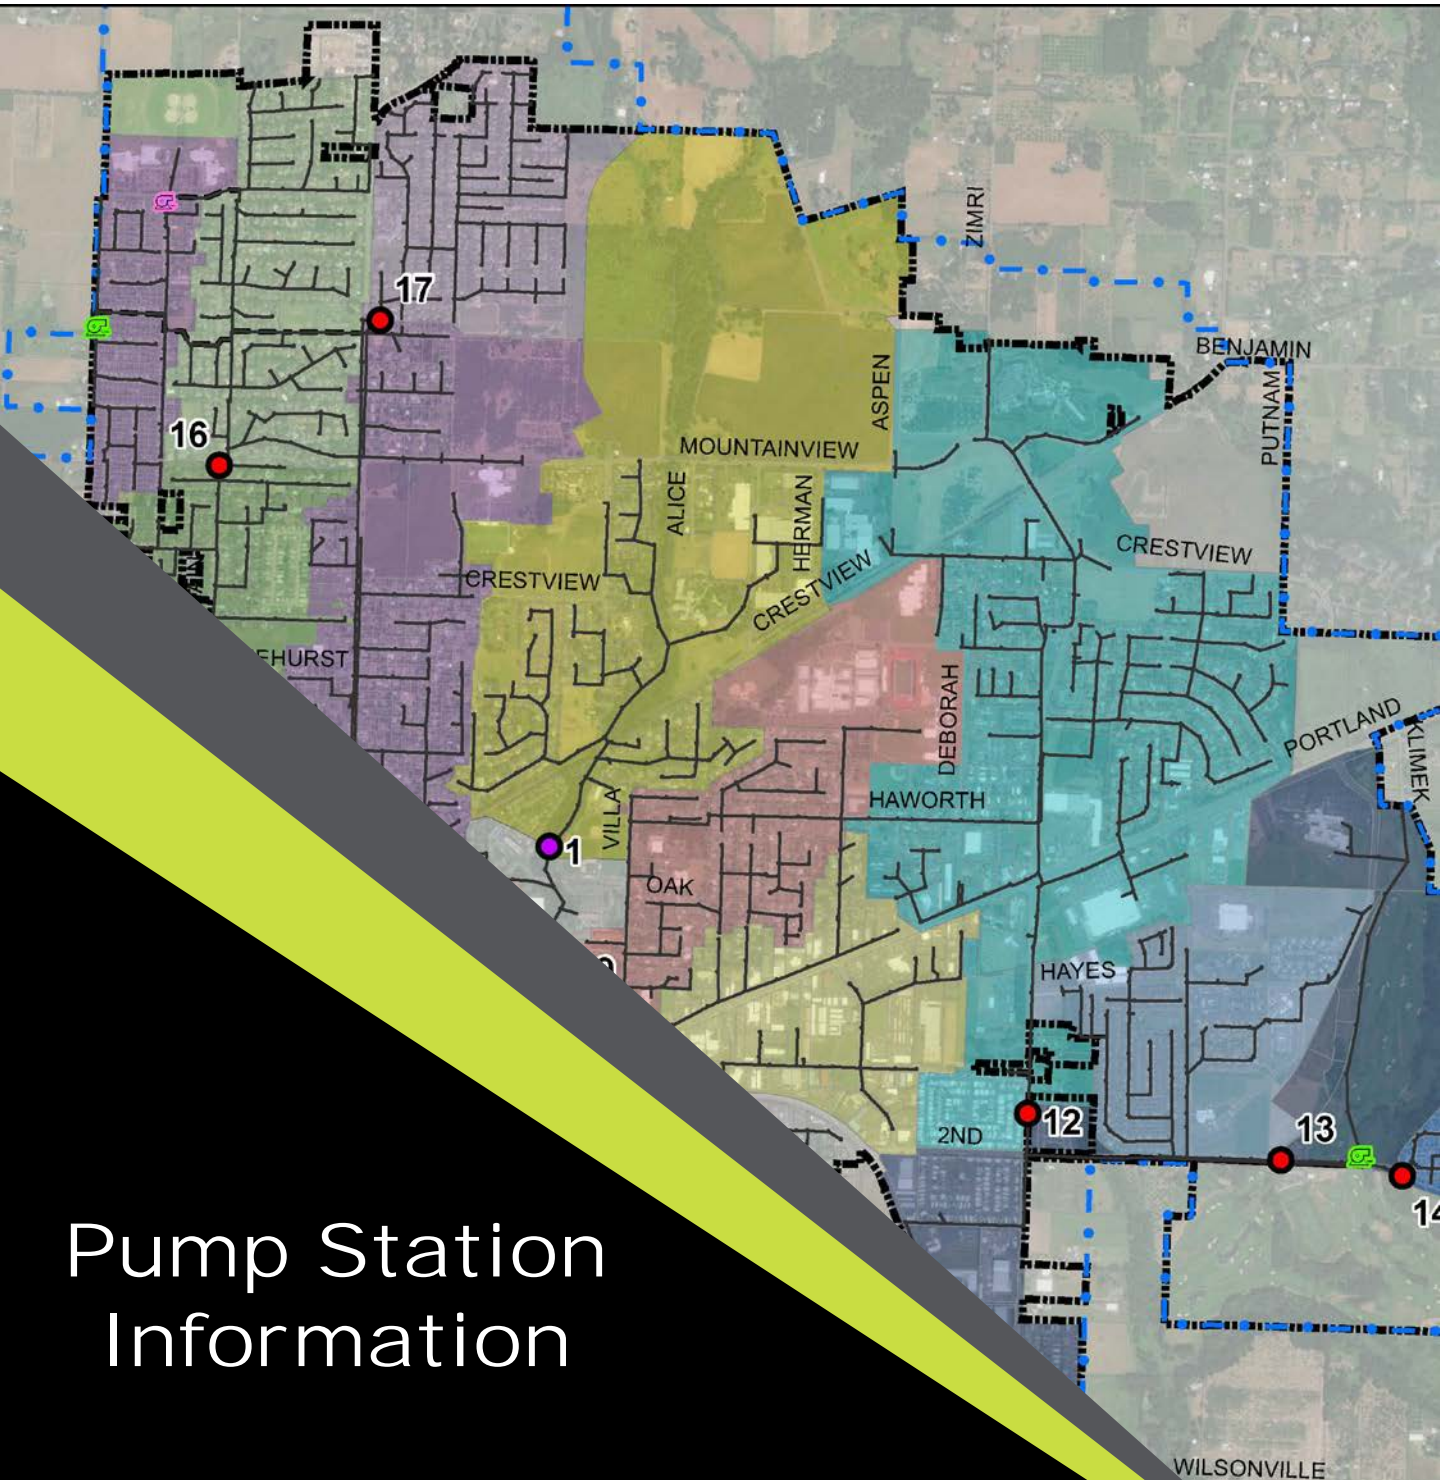 ZIMRI
17
BENJAMIN
PUTNAM
ASPEN
16
MOUNTAINVIEW
ALICE
HERMAN
CRESTVIEW
CRESTVIEW
CRESTVIEW
EHURST
DEBORAH
PORTLAND
KLIMEK
HAWORTH
VILLA
1
OAK
HAYES
12
13
2ND
14
Pump Station
Information
WILSONVILLE